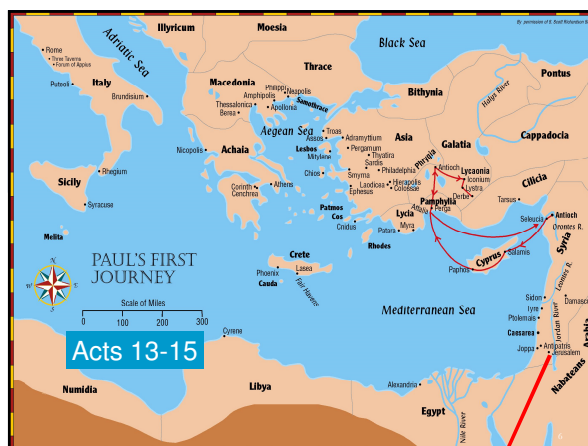 By permission of S. Scott Richardson
Illyricum
Moesia
Black Sea
Adriatic Sea
Rome
Three Taverns
Forum of Appius
Puteoli
Italy
Brundisium
Thrace
Macedonia
Philippi
Neapolis
Amphipolis
Thessalonica
Apollonia
Berea
Samothrace
Bithynia
Pontus
Halys River
Aegean Sea
Troas
Assos
Adramyttium
Asia
Galatia
Cappadocia
Nicopolis
Achaia
Lesbos
Mitylene
Pergamum
Thyatira
Sardis
Philadelphia
Phrygia
Antioch
Lycaonia
Iconium
Lystra
Derbe
Cilicia
Rhegium
Sicily
Syracuse
Chios
Smyrna
Ephesus
Laodicea
Hierapolis
Colossae
Corinth
Cenchrea
Athens
Patmos
Cos
Cnidus
Lycia
Patara
Myra
Attalia
Pamphylia
Perga
Tarsus
Seleucia
Antioch
Orontes R.
Syria
Melita
Rhodes
Cyprus
Salamis
Paphos
Crete
Phoenix
Lasea
Cauda
Fair Havens
N
W
E
S
PAUL'S FIRST
JOURNEY
Scale of Miles
0
100
200
300
Acts 13-15
Mediterranean Sea
Sidon
Tyre
Ptolemais
Caesarea
Joppa
Antipatris
Jerusalem
Leontes R.
Damasc
Jordan River
Arabia
Nabateans
Cyrene
Numidia
Libya
Alexandria
Egypt
Nile River